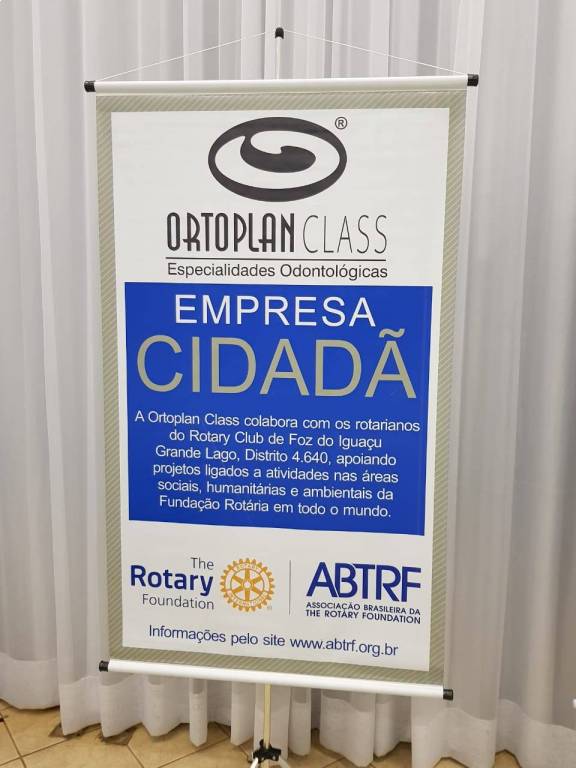 ®
ORTOPLAN CLASS
Especialidades Odontológicas
EMPRESA
CIDADÃ
A Ortoplan Class colabora com os rotarianos
do Rotary Club de Foz do Iguaçu
Grande Lago, Distrito 4.640, apoiando
projetos ligados a atividades nas áreas
sociais, humanitárias e ambientais da
Fundação Rotária em todo o mundo.
The
Rotary
Foundation
ABTRF
ASSOCIAÇÃO BRASILEIRA DA
THE ROTARY FOUNDATION
Informações pelo site www.abtrf.org.br